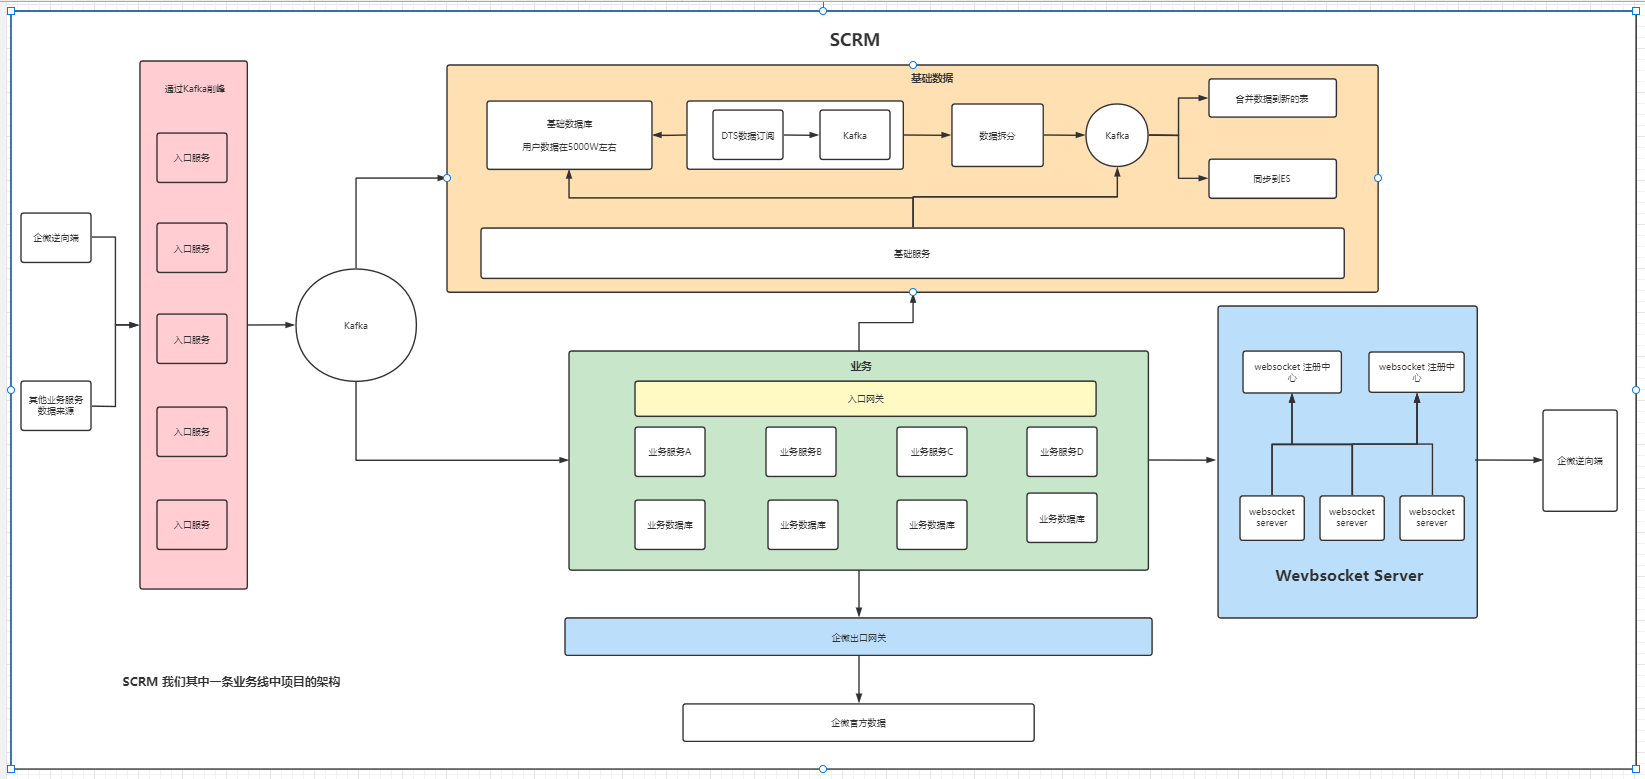 SCRM
通过Kafka削峰
入口服务
入口服务
入口服务
入口服务
入口服务
企微逆向端
其他业务服务
数据来源
Kafka
基础数据
基础数据库
用户数据在5000W左右
DTS数据订阅
Kafka
数据拆分
Kafka
合并数据到新的表
同步到ES
基础服务
业务
入口网关
业务服务A
业务服务B
业务服务C
业务服务D
业务数据库
业务数据库
业务数据库
业务数据库
websocket 注册中
心
websocket 注册中
心
websocket
serever
websocket
serever
websocket
serever
Wevbsocket Server
企微逆向端
企微出口网关
企微官方数据
SCRM 我们其中一条业务线中项目的架构